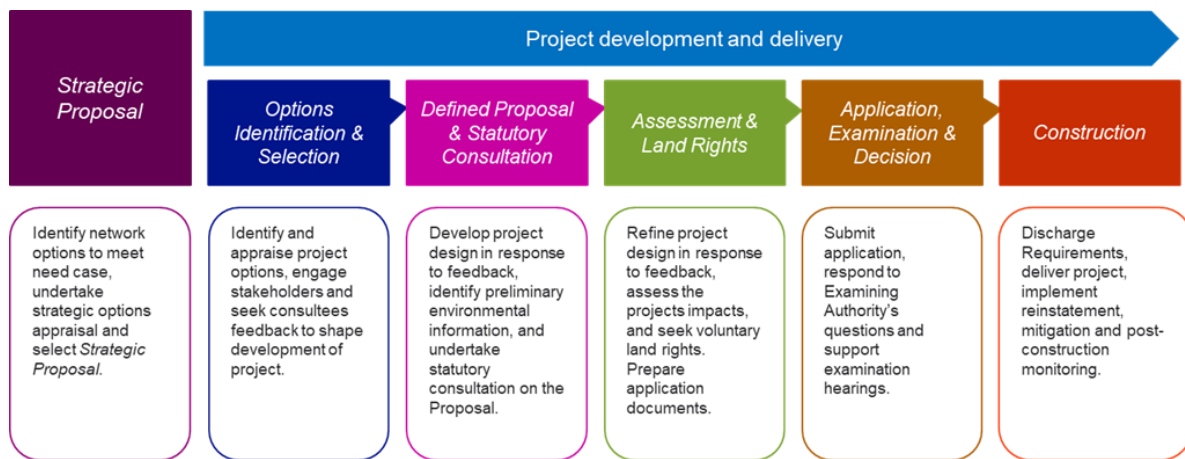 Project development and delivery
Strategic
Proposal
Options
Identification &
Selection
Defined Proposal
& Statutory
Consultation
Assessment &
Land Rights
Application,
Examination &
Decision
Construction
Identify network
options to meet
need case,
undertake
strategic options
appraisal and
select Strategic
Proposal.
Identify and
appraise project
options, engage
stakeholders and
seek consultees
feedback to shape
development of
project.
Develop project
design in response
to feedback,
identify preliminary
environmental
information, and
undertake
statutory
consultation on the
Proposal.
Refine project
design in response
to feedback,
assess the
projects impacts,
and seek voluntary
land rights.
Prepare
application
documents.
Submit
application,
respond to
Examining
Authority's
questions and
support
examination
hearings.
Discharge
Requirements,
deliver project,
implement
reinstatement,
mitigation and post-
construction
monitoring.